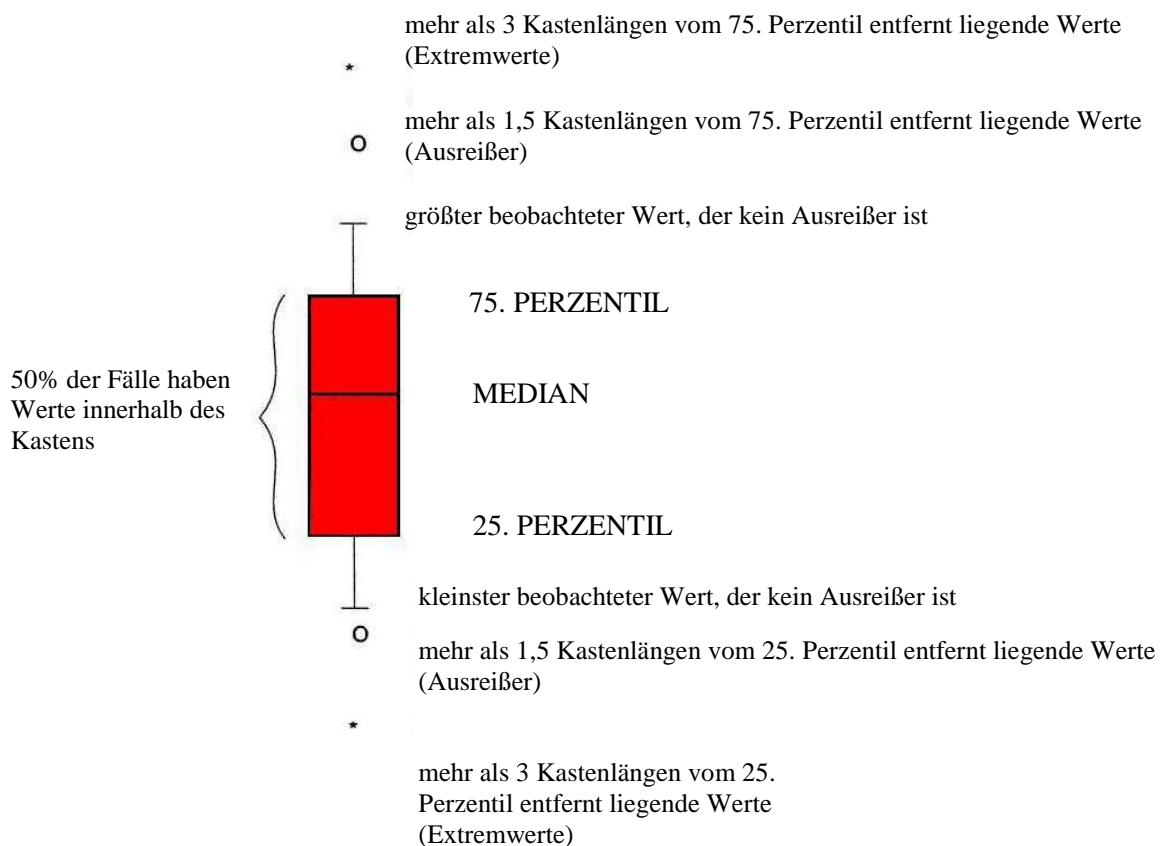 mehr als 3 Kastenlängen vom 75. Perzentil entfernt liegende Werte
(Extremwerte)
*
mehr als 1,5 Kastenlängen vom 75. Perzentil entfernt liegende Werte
(Ausreißer)
O
größter beobachteter Wert, der kein Ausreißer ist
75. PERZENTIL
50% der Fälle haben
Werte innerhalb des
Kastens
MEDIAN
25. PERZENTIL
kleinster beobachteter Wert, der kein Ausreißer ist
O
mehr als 1,5 Kastenlängen vom 25. Perzentil entfernt liegende Werte
(Ausreißer)
*
mehr als 3 Kastenlängen vom 25.
Perzentil entfernt liegende Werte
(Extremwerte)